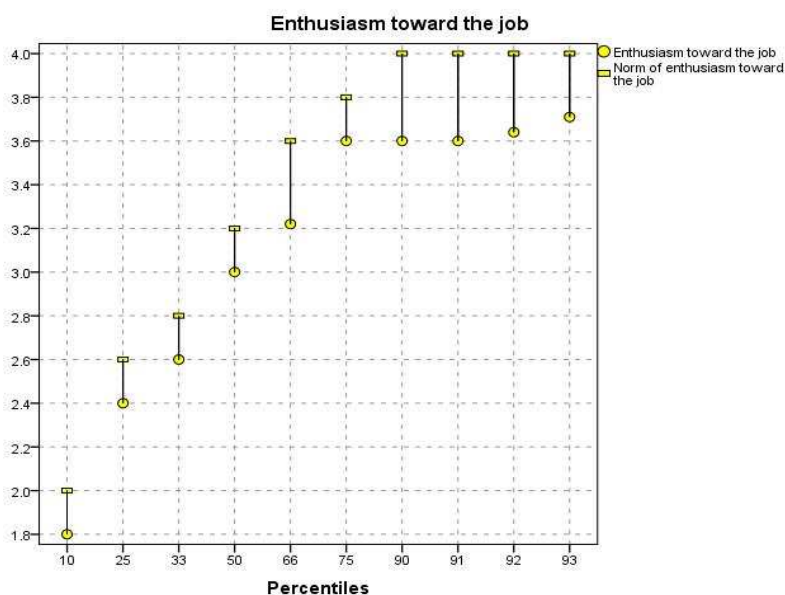 Enthusiasm toward the job
4.0
3.8
3.6
3.4
3.2
3.0
2.8
2.6
2.4
2.2
2.0
1.8
10 25 33 50 66 75 90 91 92 93
Percentiles
Enthusiasm toward the job
Norm of enthusiasm toward
the job